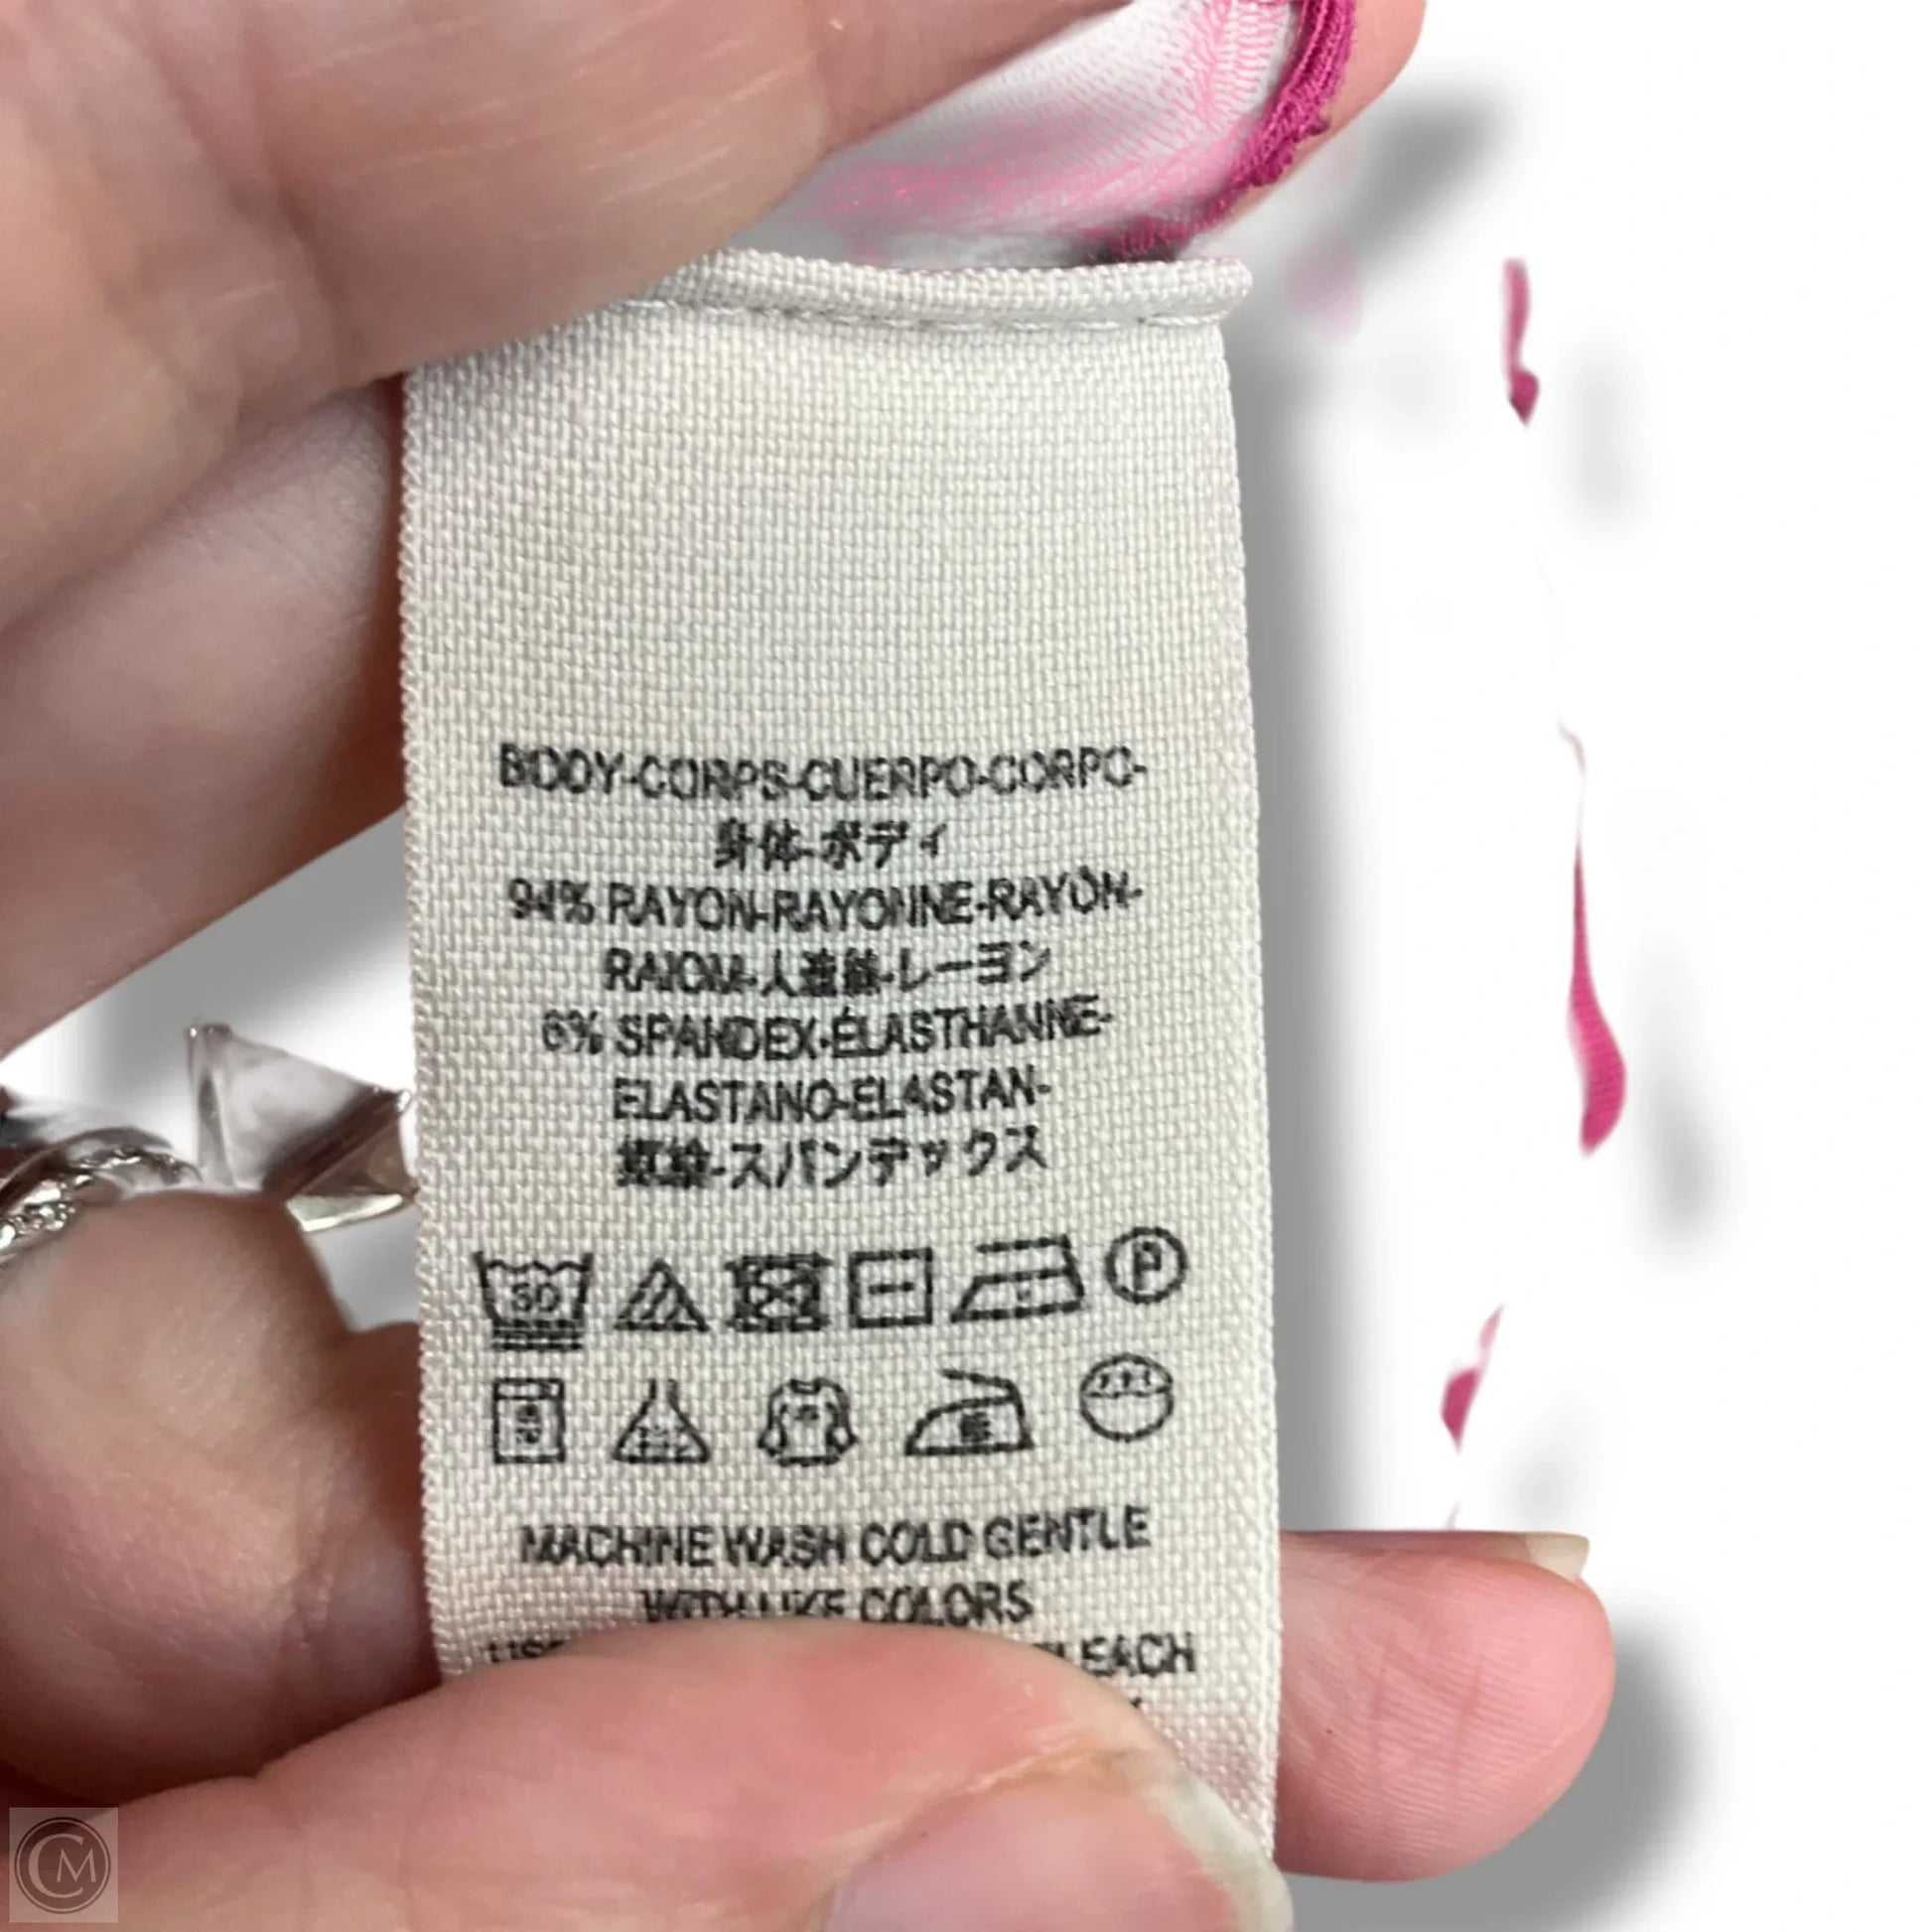 BODY-CORPS-CUERPO-CORPO-
身体-ボディ
94% RAYON-RAYONNE-RAYON-
RAIOM-人造絲-レーヨン
6% SPANDEX-ÉLASTHANNE-
ELASTANO-ELASTAN-
スパンデックス
30
P
MACHINE WASH COLD GENTLE
WITH LIKE COLORS
BLEACH
CM